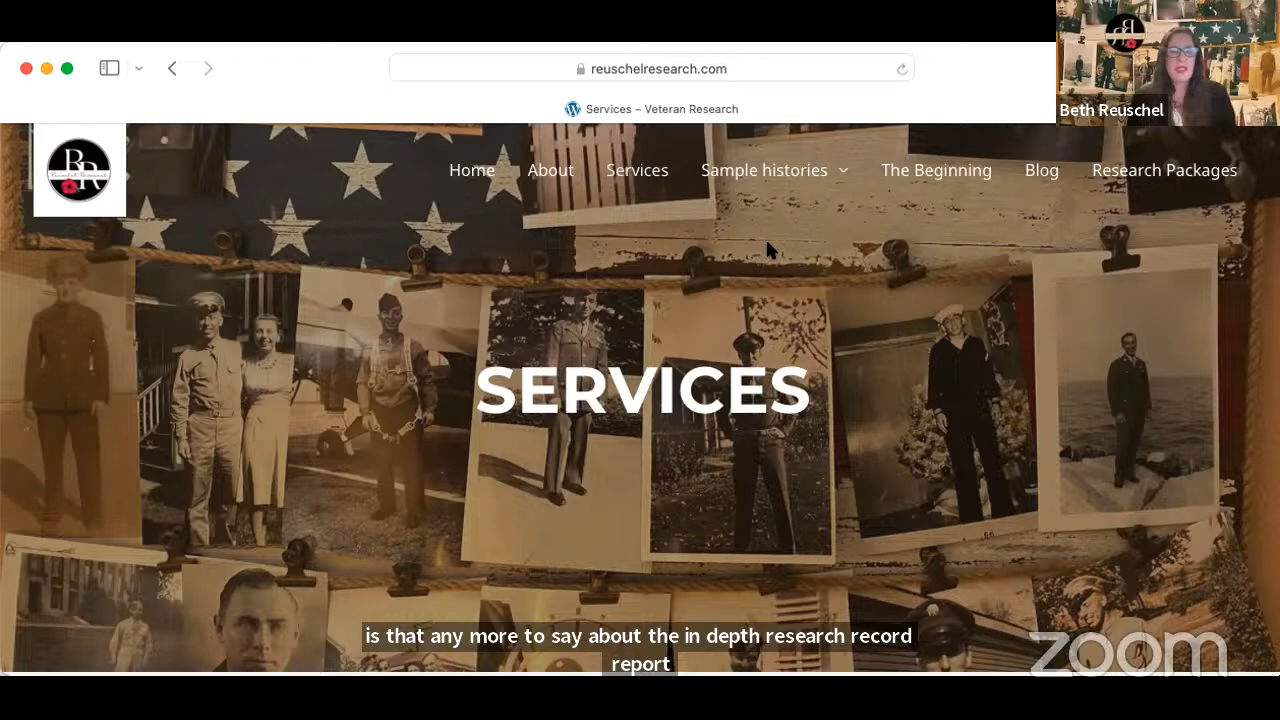 reuschelresearch.com
Services – Veteran Research
Beth Reuschel
BR
Home
About
Services
Sample histories
The Beginning
Blog
Research Packages
SERVICES
is that any more to say about the in depth research record
report
zoom